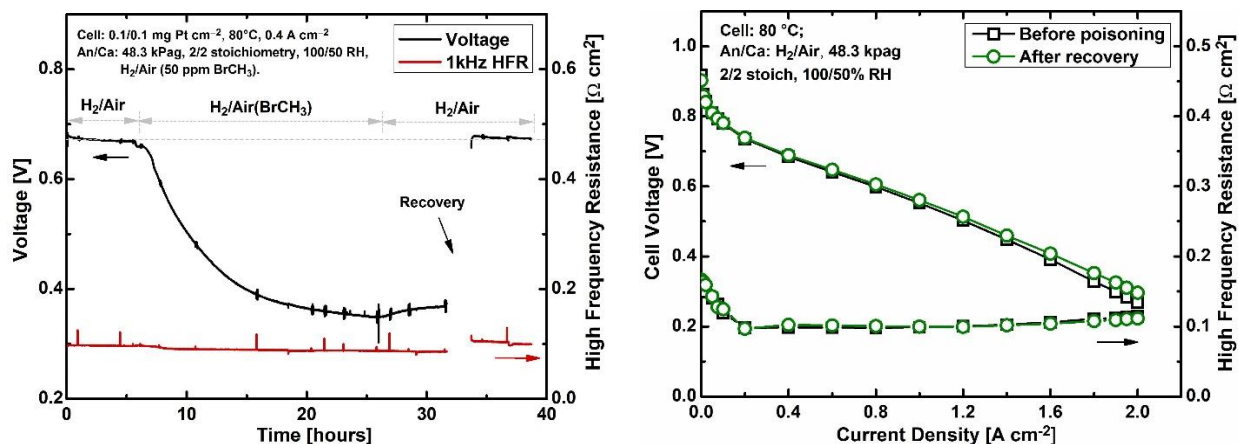 Cell: 0.1/0.1 mg Pt cm⁻², 80°C, 0.4 A cm⁻²
An/Ca: 48.3 kPag, 2/2 stoichiometry, 100/50 RH,
H₂/Air (50 ppm BrCH₃).
Voltage
1kHz HFR
H₂/Air
H₂/Air(BrCH₃)
H₂/Air
Recovery
0.8
0.6
0.4
0.2
Voltage [V]
0.6
0.4
0.2
0.0
High Frequency Resistance [Ω cm²]
0
10
20
30
40
Time [hours]
Cell: 80 °C;
An/Ca: H₂/Air, 48.3 kpag
2/2 stoich, 100/50% RH
Before poisoning
After recovery
1.0
0.8
0.6
0.4
0.2
0.0
Cell Voltage [V]
0.5
0.4
0.3
0.2
0.1
0.0
High Frequency Resistance [Ω cm²]
0.0
0.4
0.8
1.2
1.6
2.0
Current Density [A cm⁻²]